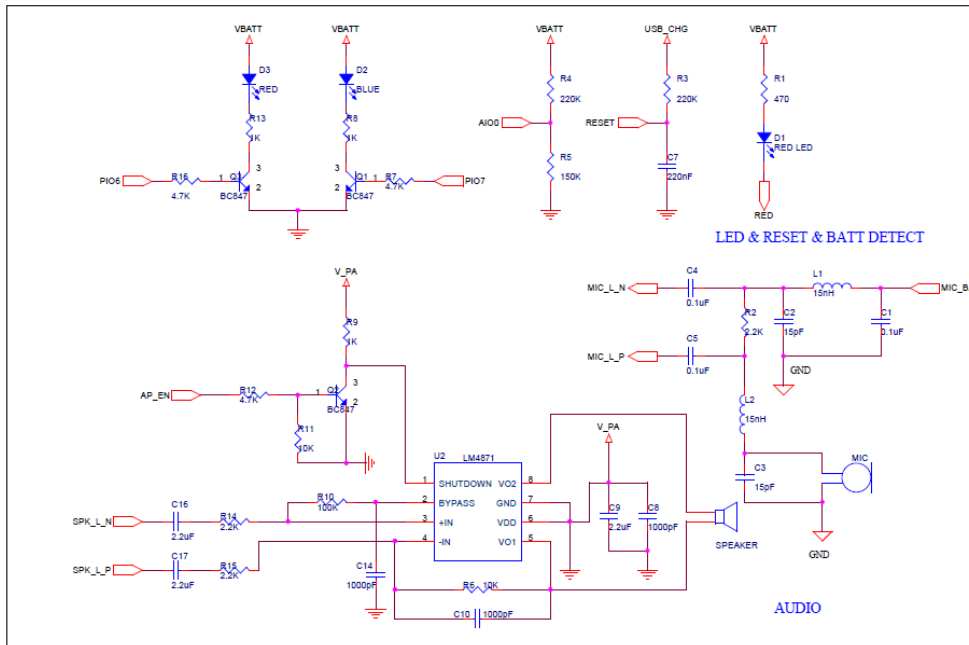 VBATT VBATT VBATT USB_CHG VBATT
D3 RED D2 BLUE R4 220K R3 220K R1 470
R13 1K R8 1K AIO0 RESET D1 RED LED
PIO6 R16 4.7K 1 3 2 BC847 Q1 1 3 2 BC847 R7 4.7K PIO7 R5 150K C7 220nF RED
LED & RESET & BATT DETECT
V_PA MIC_L_N C4 0.1uF L1 15nH
R9 1K R2 2.2K C2 15pF C1 0.1uF
MIC_L_P C5 0.1uF GND
AP_EN R12 4.7K 1 3 2 BC847 L2 15nH
R11 10K V_PA MIC
U2 LM4871 C3 15pF
1 SHUTDOWN VO2 8
R10 100K 2 BYPASS GND 7 C9 2.2uF C8 1000pF
SPK_L_N C16 2.2uF R14 2.2K 3 +IN VDD 6 SPEAKER GND
4 -IN VO1 5
SPK_L_P C17 2.2uF R15 2.2K C14 1000pF
R6 10K
C10 1000pF
AUDIO